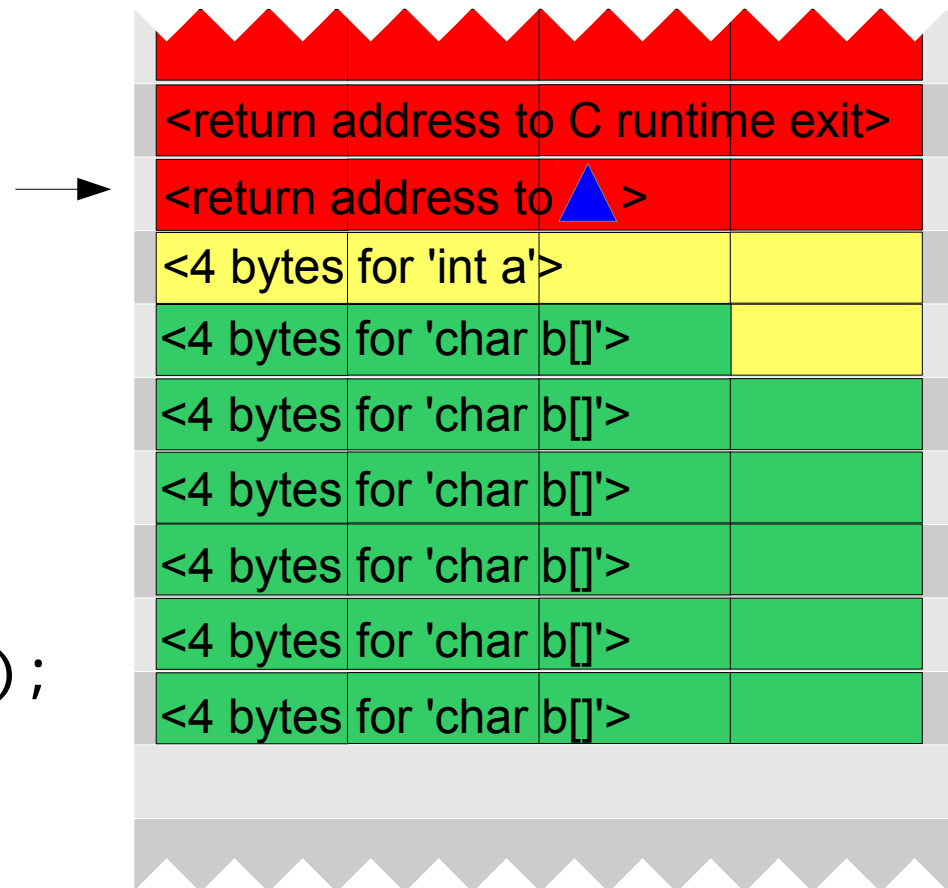 <return address to C runtime exit>
<return address to >
<4 bytes for 'int a'>
<4 bytes for 'char b[]'>
<4 bytes for 'char b[]'>
<4 bytes for 'char b[]'>
<4 bytes for 'char b[]'>
<4 bytes for 'char b[]'>
);
<4 bytes for 'char b[]'>